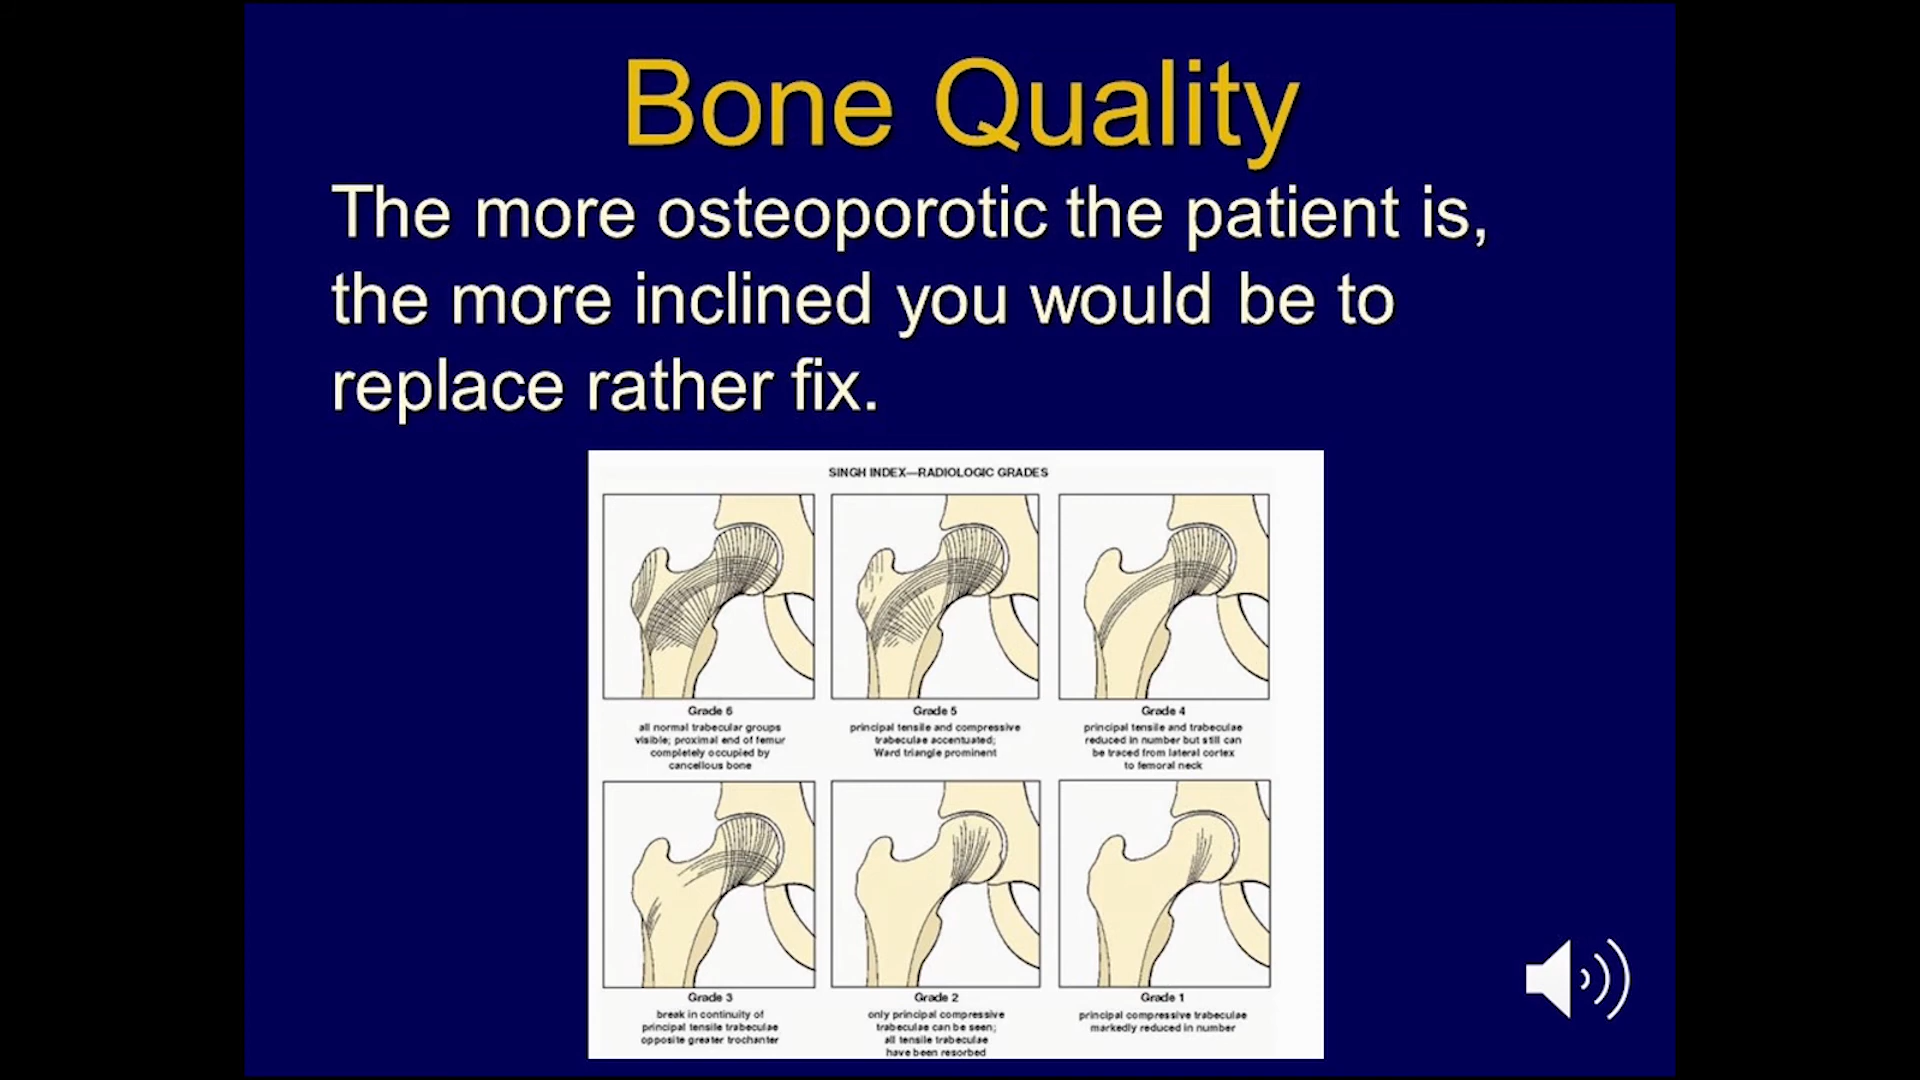 Bone Quality
The more osteoporotic the patient is,
the more inclined you would be to
replace rather fix.
SINGH INDEX—RADIOLOGIC GRADES
Grade 6
all normal trabecular groups
visible; proximal end of femur
completely occupied by
cancellous bone
Grade 5
principal tensile and compressive
trabeculae accentuated;
Ward triangle prominent
Grade 4
principal tensile and trabeculae
reduced in number but still can
be traced from lateral cortex
to femoral neck
Grade 3
break in continuity of
principal tensile trabeculae
opposite greater trochanter
Grade 2
only principal compressive
trabeculae can be seen;
all tensile trabeculae
have been resorbed
Grade 1
principal compressive trabeculae
markedly reduced in number